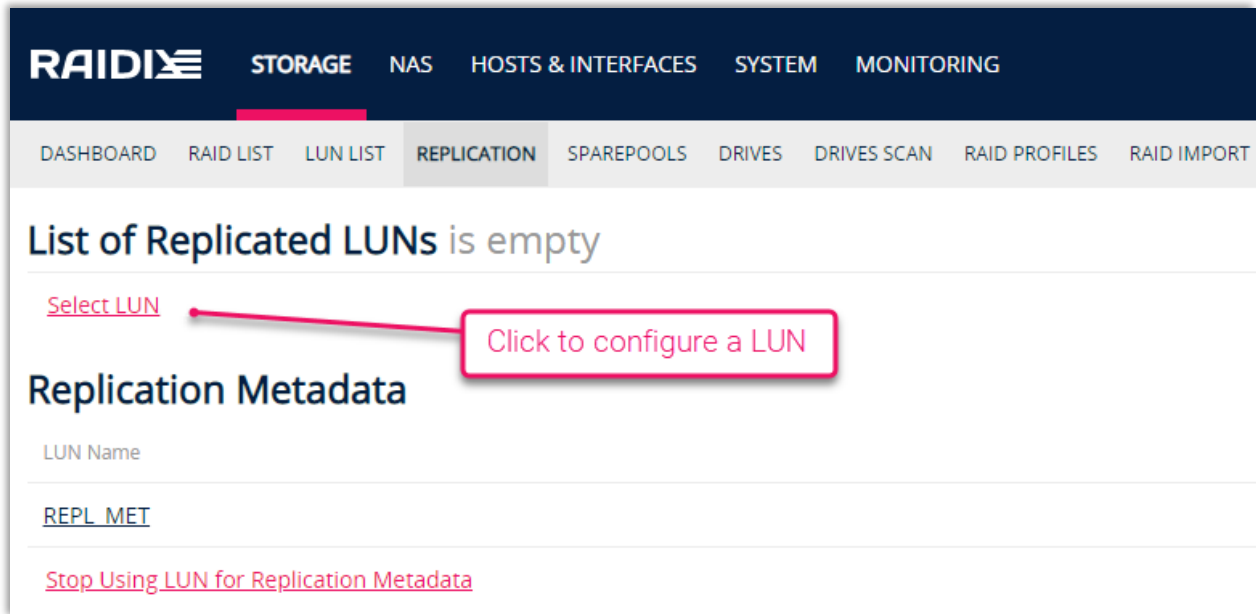 RAIDIX STORAGE NAS HOSTS & INTERFACES SYSTEM MONITORING
DASHBOARD RAID LIST LUN LIST REPLICATION SPAREPOOLS DRIVES DRIVES SCAN RAID PROFILES RAID IMPORT
List of Replicated LUNs is empty
Select LUN
Click to configure a LUN
Replication Metadata
LUN Name
REPL_MET
Stop Using LUN for Replication Metadata